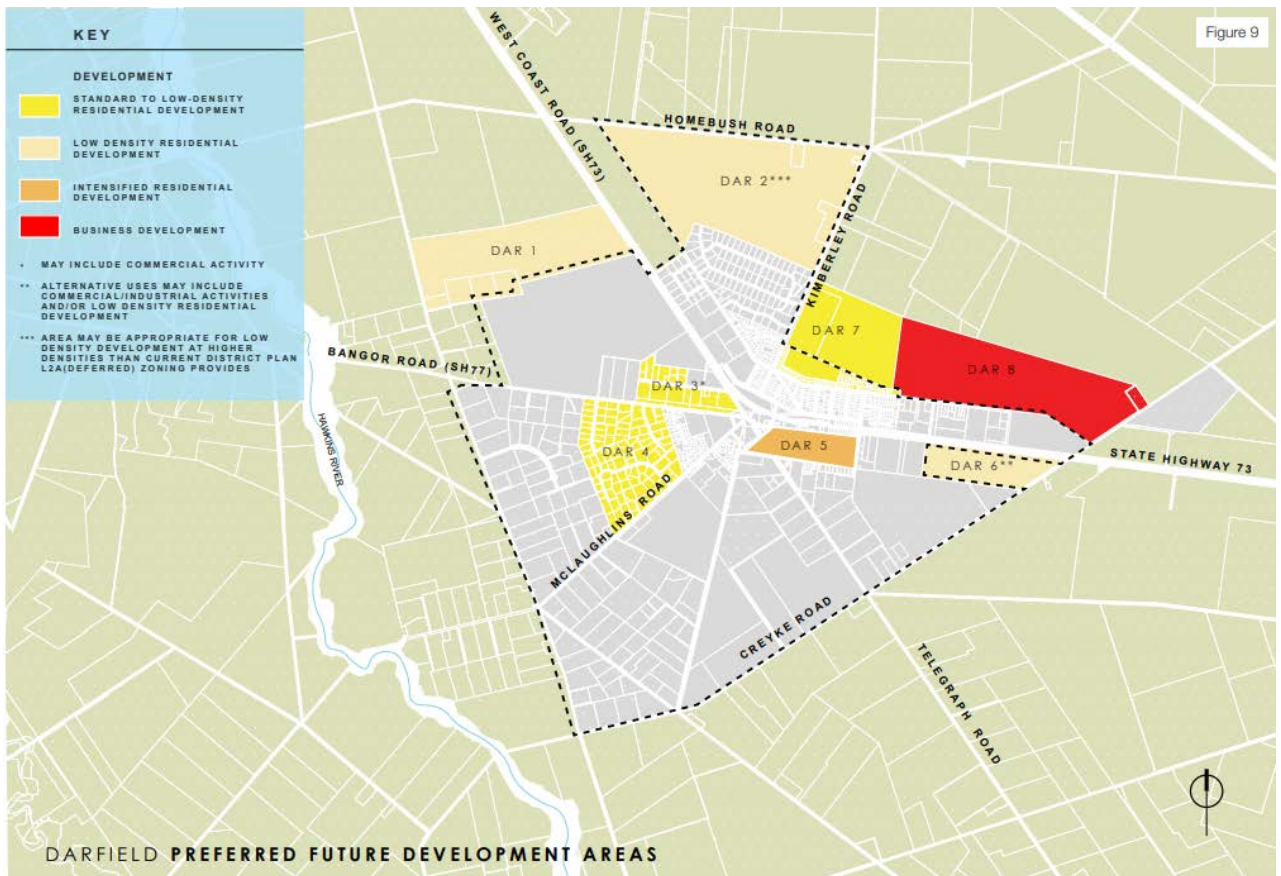 Figure 9
KEY
DEVELOPMENT
STANDARD TO LOW-DENSITY
RESIDENTIAL DEVELOPMENT
LOW DENSITY RESIDENTIAL
DEVELOPMENT
INTENSIFIED RESIDENTIAL
DEVELOPMENT
BUSINESS DEVELOPMENT
* MAY INCLUDE COMMERCIAL ACTIVITY
** ALTERNATIVE USES MAY INCLUDE
COMMERCIAL/INDUSTRIAL ACTIVITIES
AND/OR LOW DENSITY RESIDENTIAL
DEVELOPMENT
*** AREA MAY BE APPROPRIATE FOR LOW
DENSITY DEVELOPMENT AT HIGHER
DENSITIES THAN CURRENT DISTRICT PLAN
L2A(DEFERRED) ZONING PROVIDES
WEST COAST ROAD (SH73)
HOMEBUSH ROAD
DAR 2***
KIMBERLEY ROAD
DAR 1
DAR 7
BANGOR ROAD (SH77)
DAR 8
DAR 3*
HAWKINS RIVER
DAR 4
DAR 5
DAR 6**
STATE HIGHWAY 73
MCLAUGHLINS ROAD
CREYKE ROAD
TELEGRAPH ROAD
DARFIELD PREFERRED FUTURE DEVELOPMENT AREAS